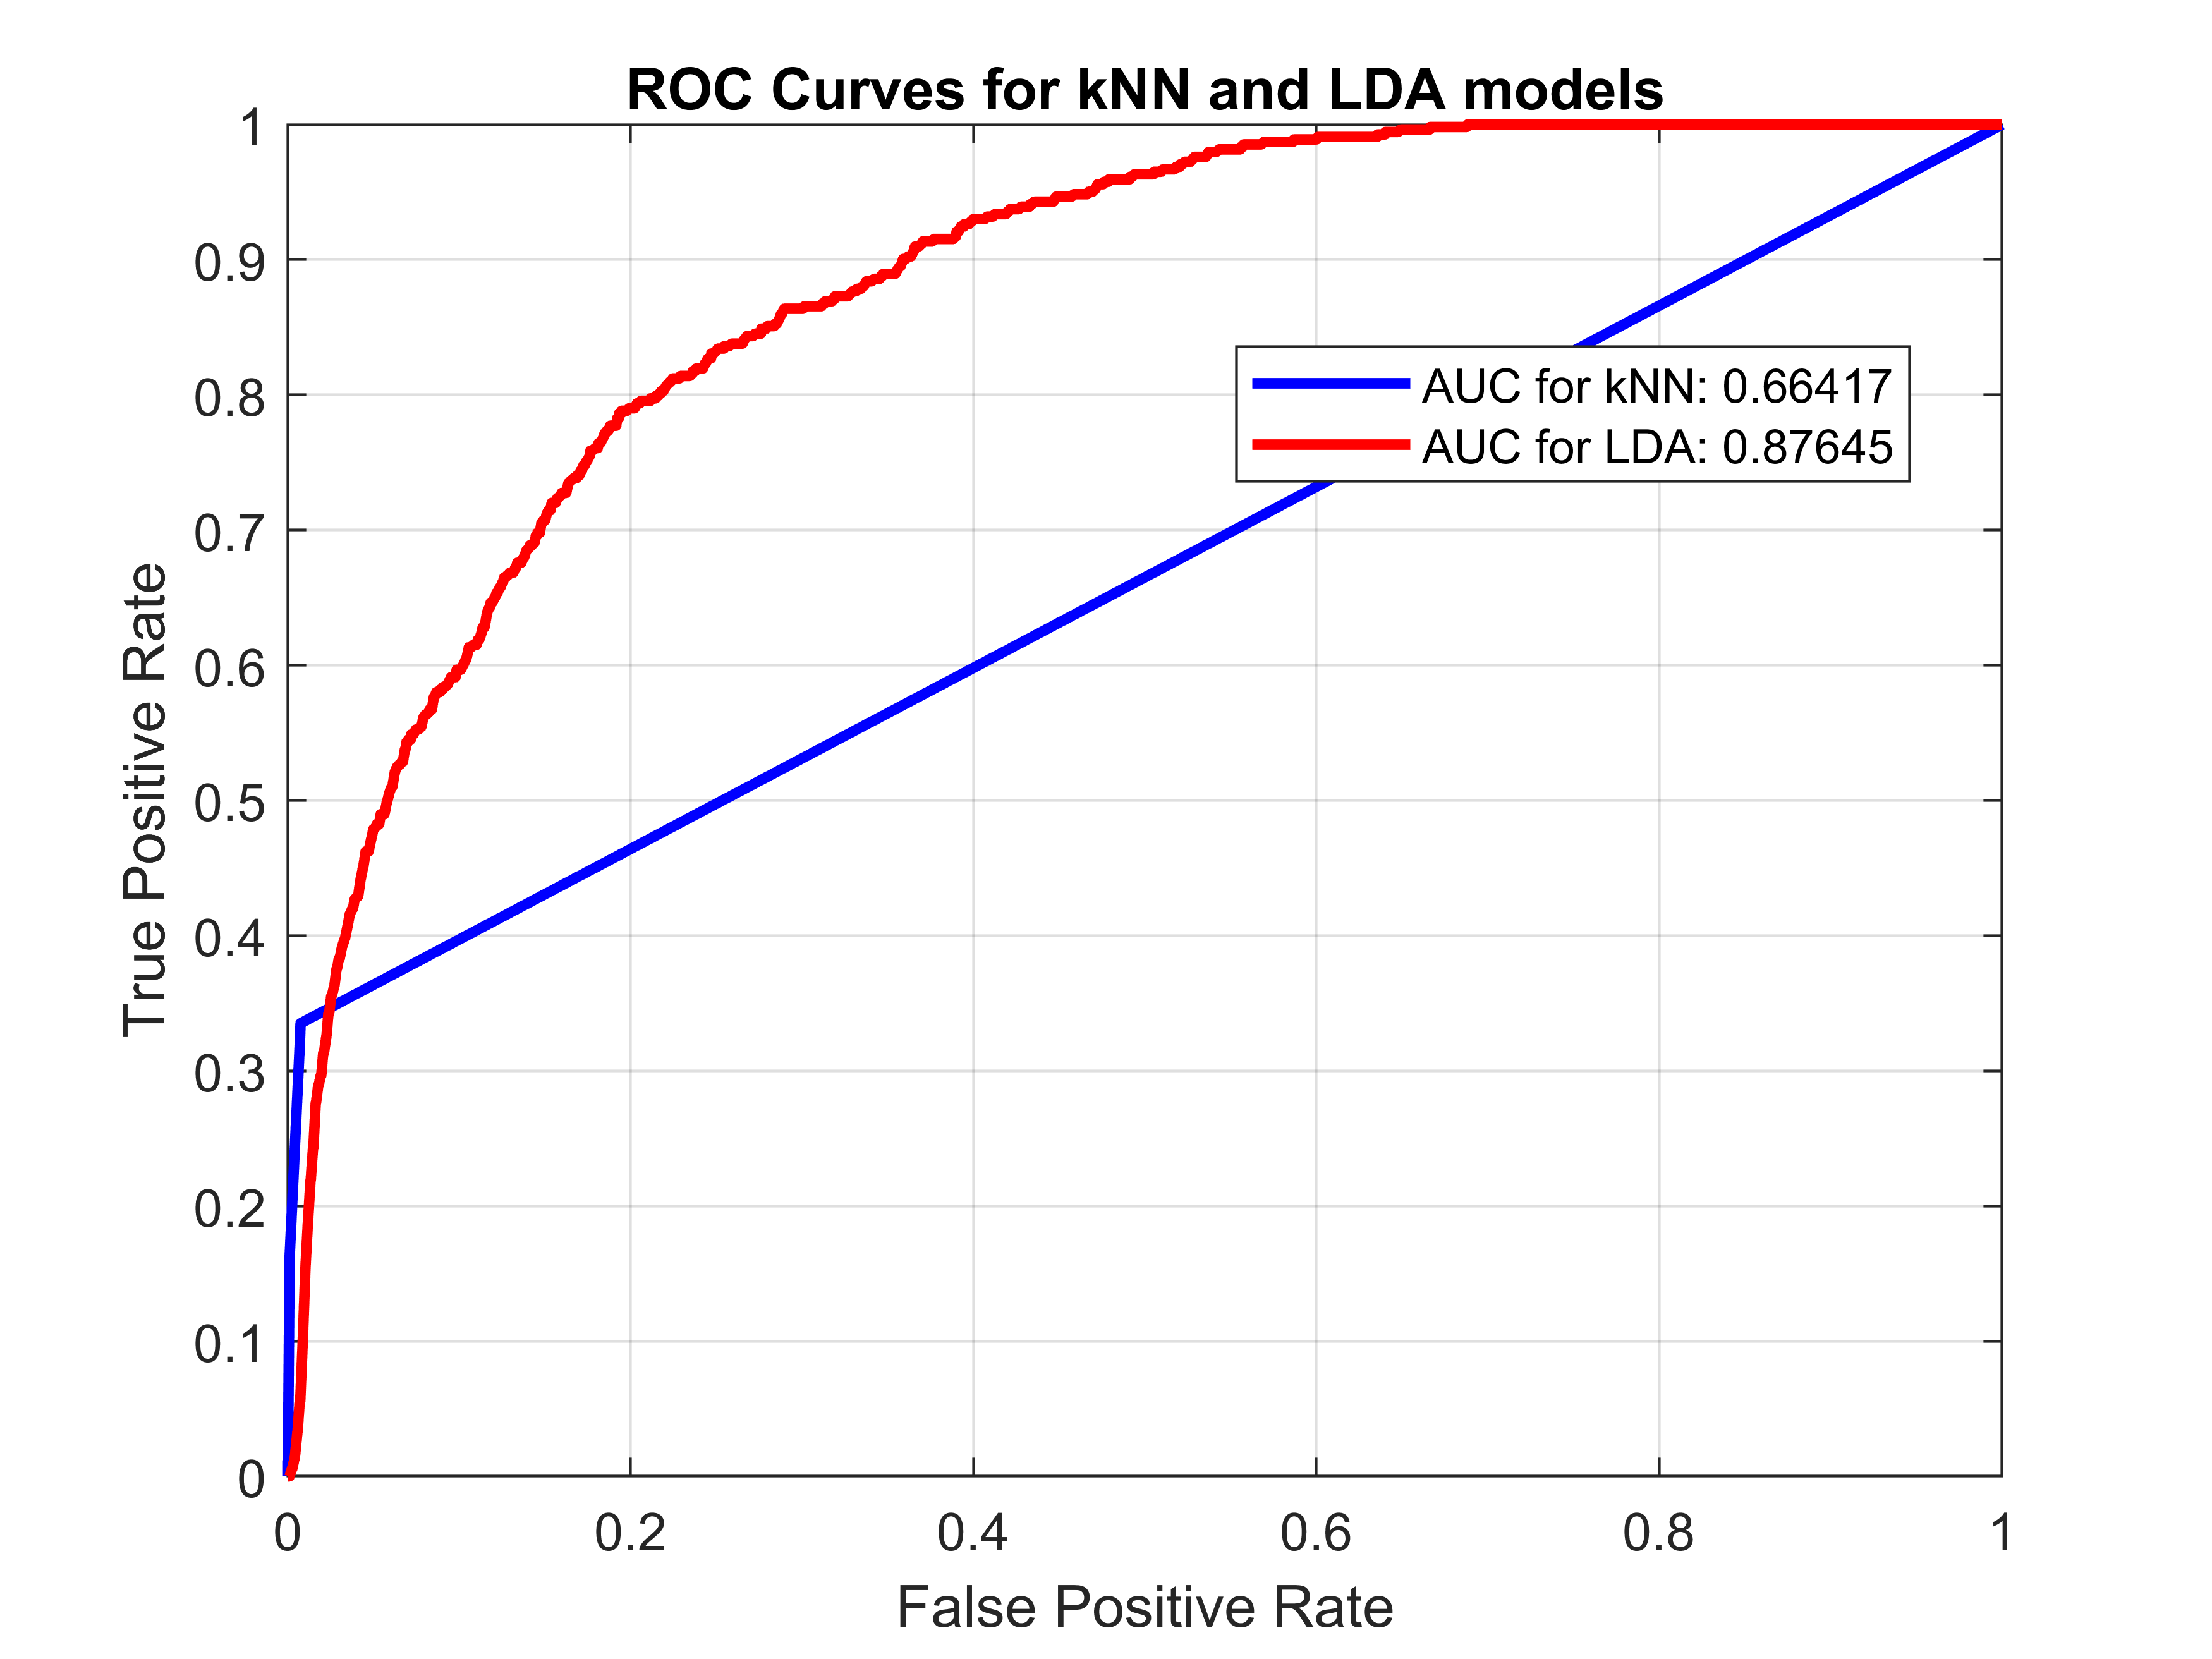 ROC Curves for kNN and LDA models
1
0.9
0.8
0.7
0.6
0.5
0.4
0.3
0.2
0.1
0
True Positive Rate
AUC for kNN: 0.66417
AUC for LDA: 0.87645
0 0.2 0.4 0.6 0.8 1
False Positive Rate